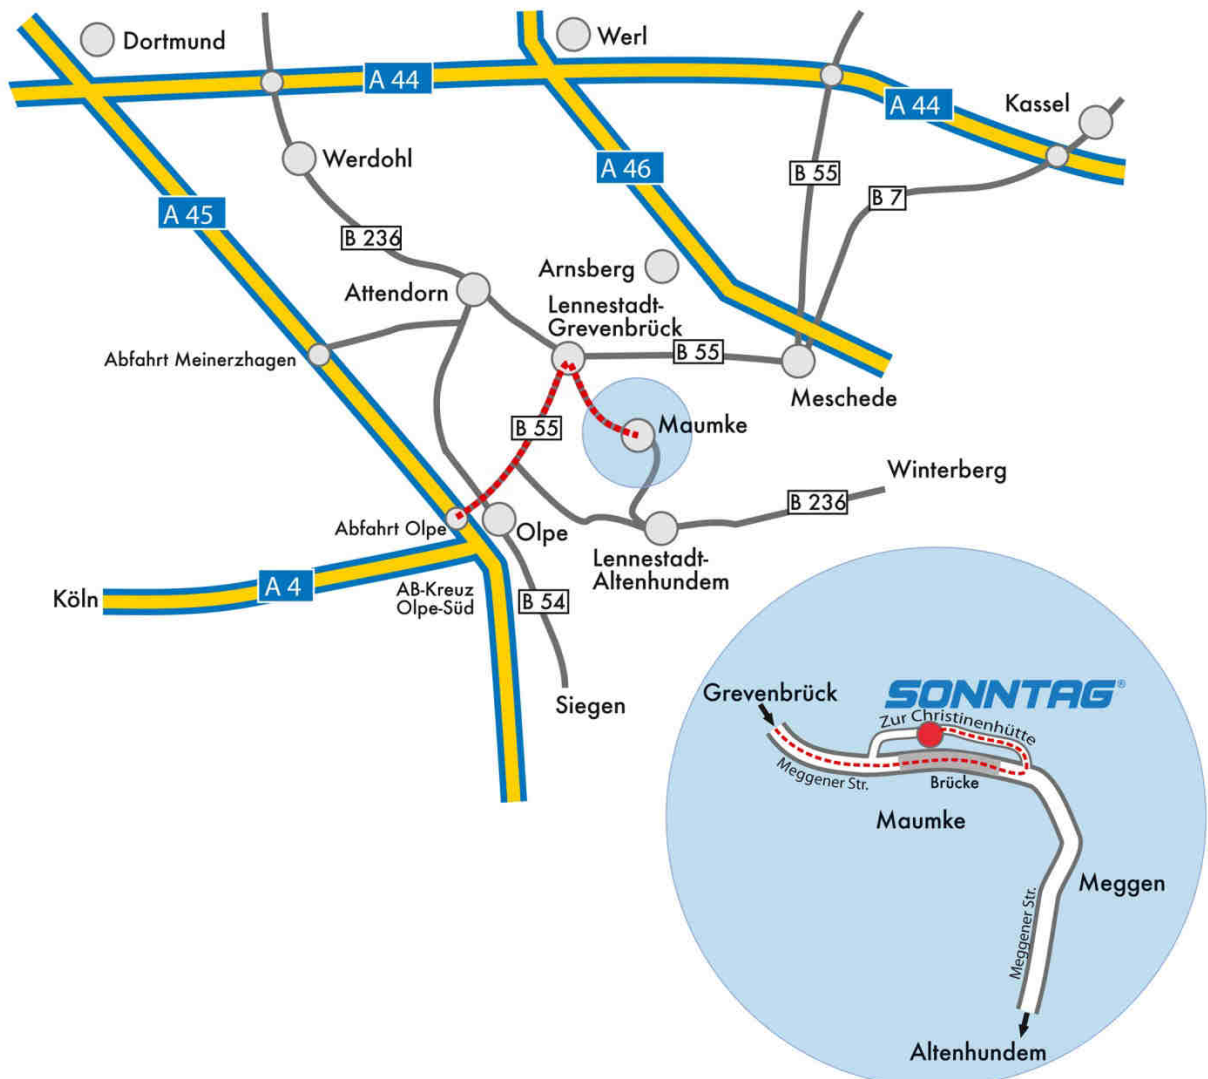 Dortmund
Werl
A 44
A 44
Kassel
Werdohl
A 46
B 55
B 7
A 45
B 236
Arnsberg
Attendorn
Lennestadt-
Grevenbrück
B 55
Abfahrt Meinerzhagen
Meschede
B 55
Maumke
Winterberg
B 236
Abfahrt Olpe
Olpe
Lennestadt-
Altenhundem
Köln
A 4
AB-Kreuz
Olpe-Süd
B 54
Siegen
Grevenbrück
SONNTAG®
Zur Christinenhütte
Meggener Str.
Brücke
Maumke
Meggen
Meggener Str.
Altenhundem